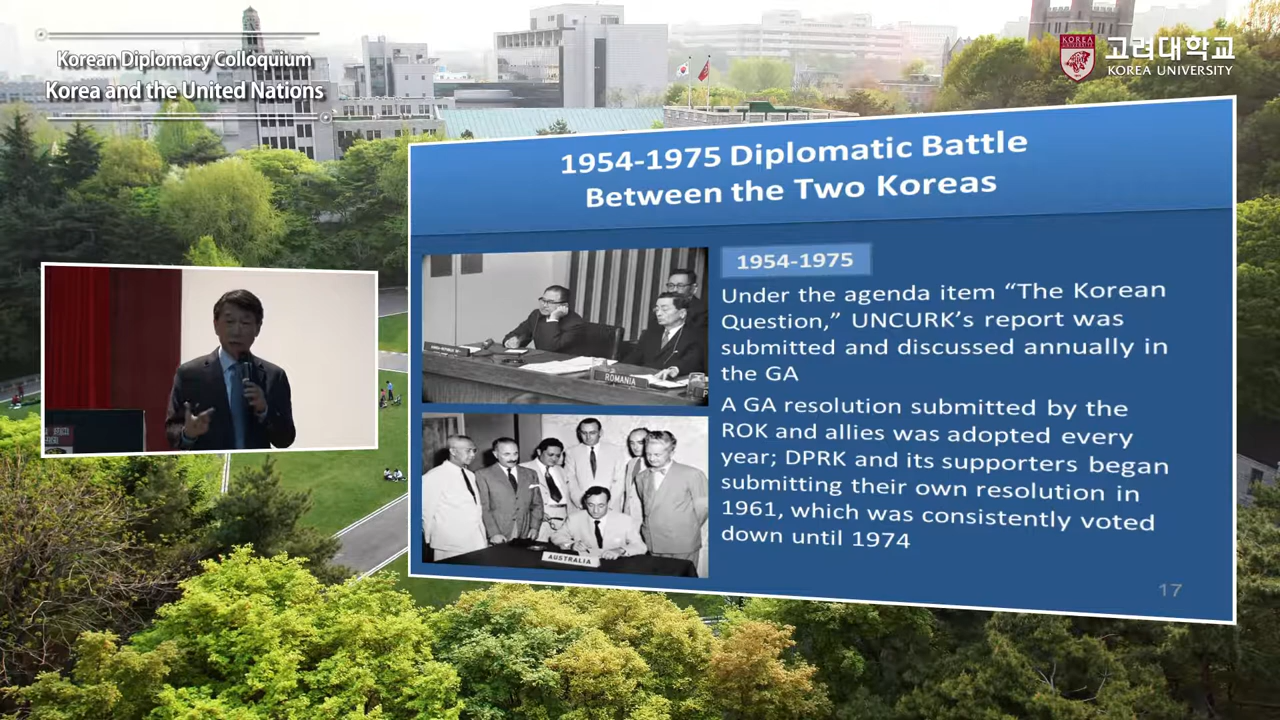 Korean Diplomacy Colloquium
Korea and the United Nations
KOREA
UNIVERSITY
고려대학교
KOREA UNIVERSITY
1954-1975 Diplomatic Battle
Between the Two Koreas
1954-1975
Under the agenda item “The Korean
Question,” UNCURK’s report was
submitted and discussed annually in
the GA
A GA resolution submitted by the
ROK and allies was adopted every
year; DPRK and its supporters began
submitting their own resolution in
1961, which was consistently voted
down until 1974
ROMANIA
AUSTRALIA
17